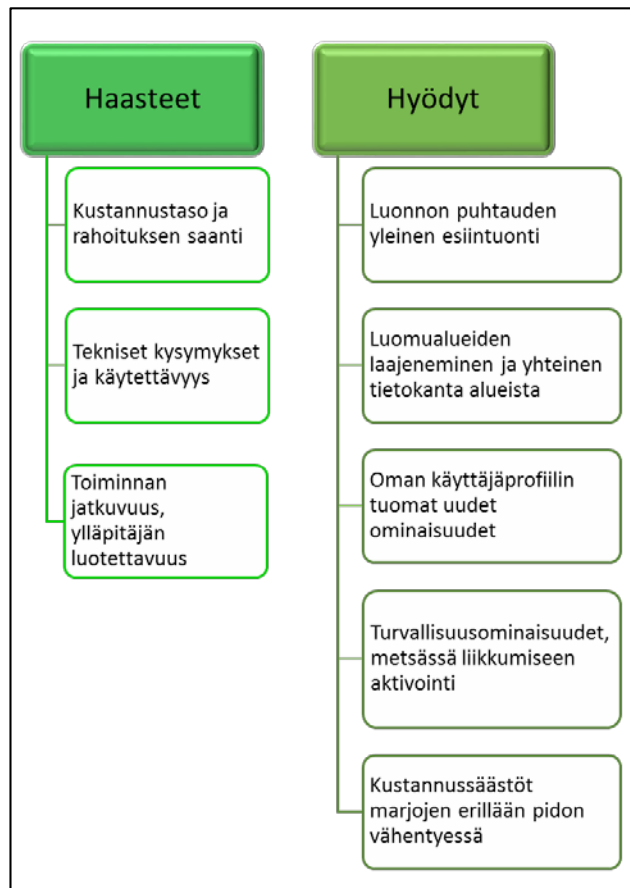 Haasteet
Kustannustaso ja
rahoituksen saanti
Tekniset kysymykset
ja käytettävyys
Toiminnan
jatkuvuus,
ylläpitäjän
luotettavuus
Hyödyt
Luonnon puhtauden
yleinen esiintuonti
Luomualueiden
laajeneminen ja yhteinen
tietokanta alueista
Oman käyttäjäprofiilin
tuomat uudet
ominaisuudet
Turvallisuusominaisuudet,
metsässä liikkumiseen
aktivointi
Kustannussäästöt
marjojen erillään pidon
vähentyessä